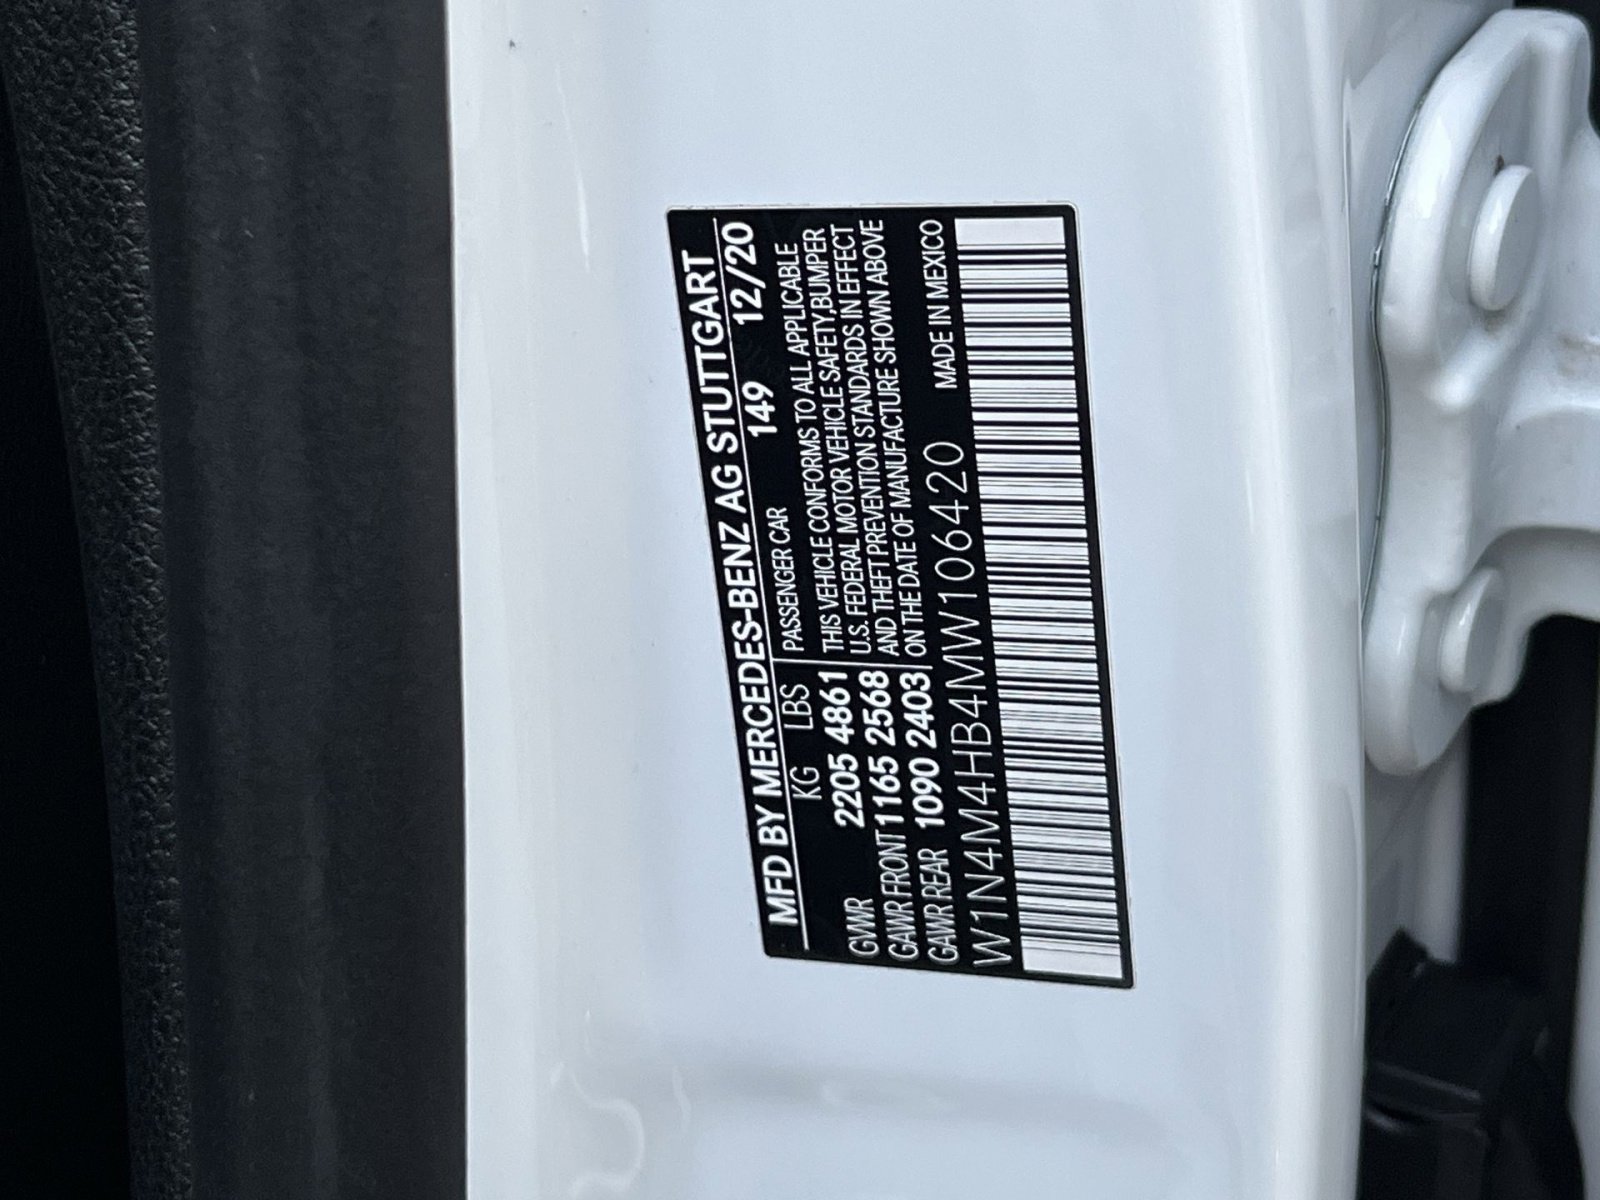 MFD BY MERCEDES-BENZ AG STUTTGART
KG LBS PASSENGER CAR 149 12/20
GVWR 2205 4861 THIS VEHICLE CONFORMS TO ALL APPLICABLE
GAWR FRONT 1165 2568 U.S. FEDERAL MOTOR VEHICLE SAFETY,BUMPER
GAWR REAR 1090 2403 AND THEFT PREVENTION STANDARDS IN EFFECT
ON THE DATE OF MANUFACTURE SHOWN ABOVE
W1N4M4HB4MW106420 MADE IN MEXICO